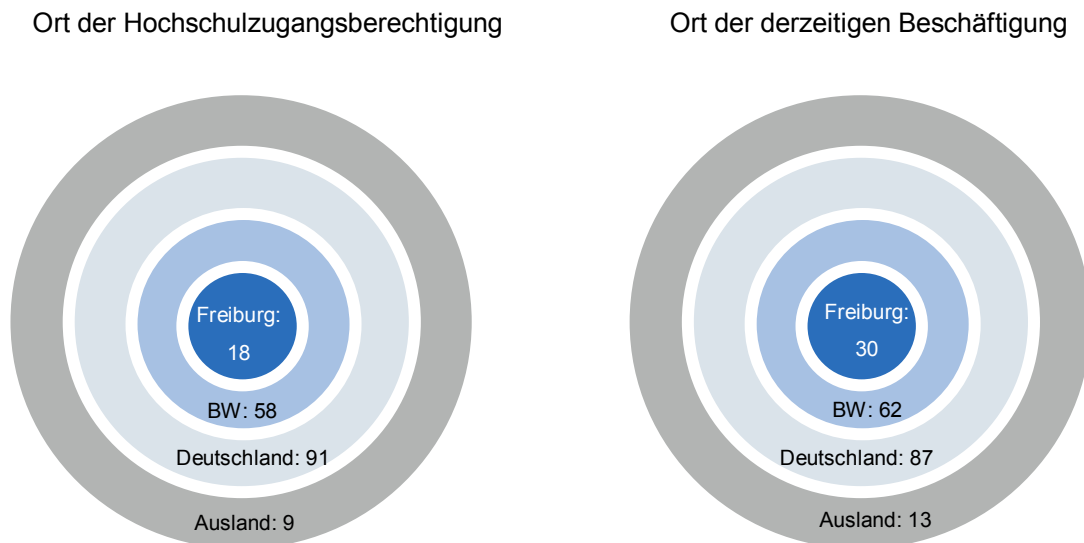 Ort der Hochschulzugangsberechtigung
Freiburg:
18
BW: 58
Deutschland: 91
Ausland: 9
Ort der derzeitigen Beschäftigung
Freiburg:
30
BW: 62
Deutschland: 87
Ausland: 13